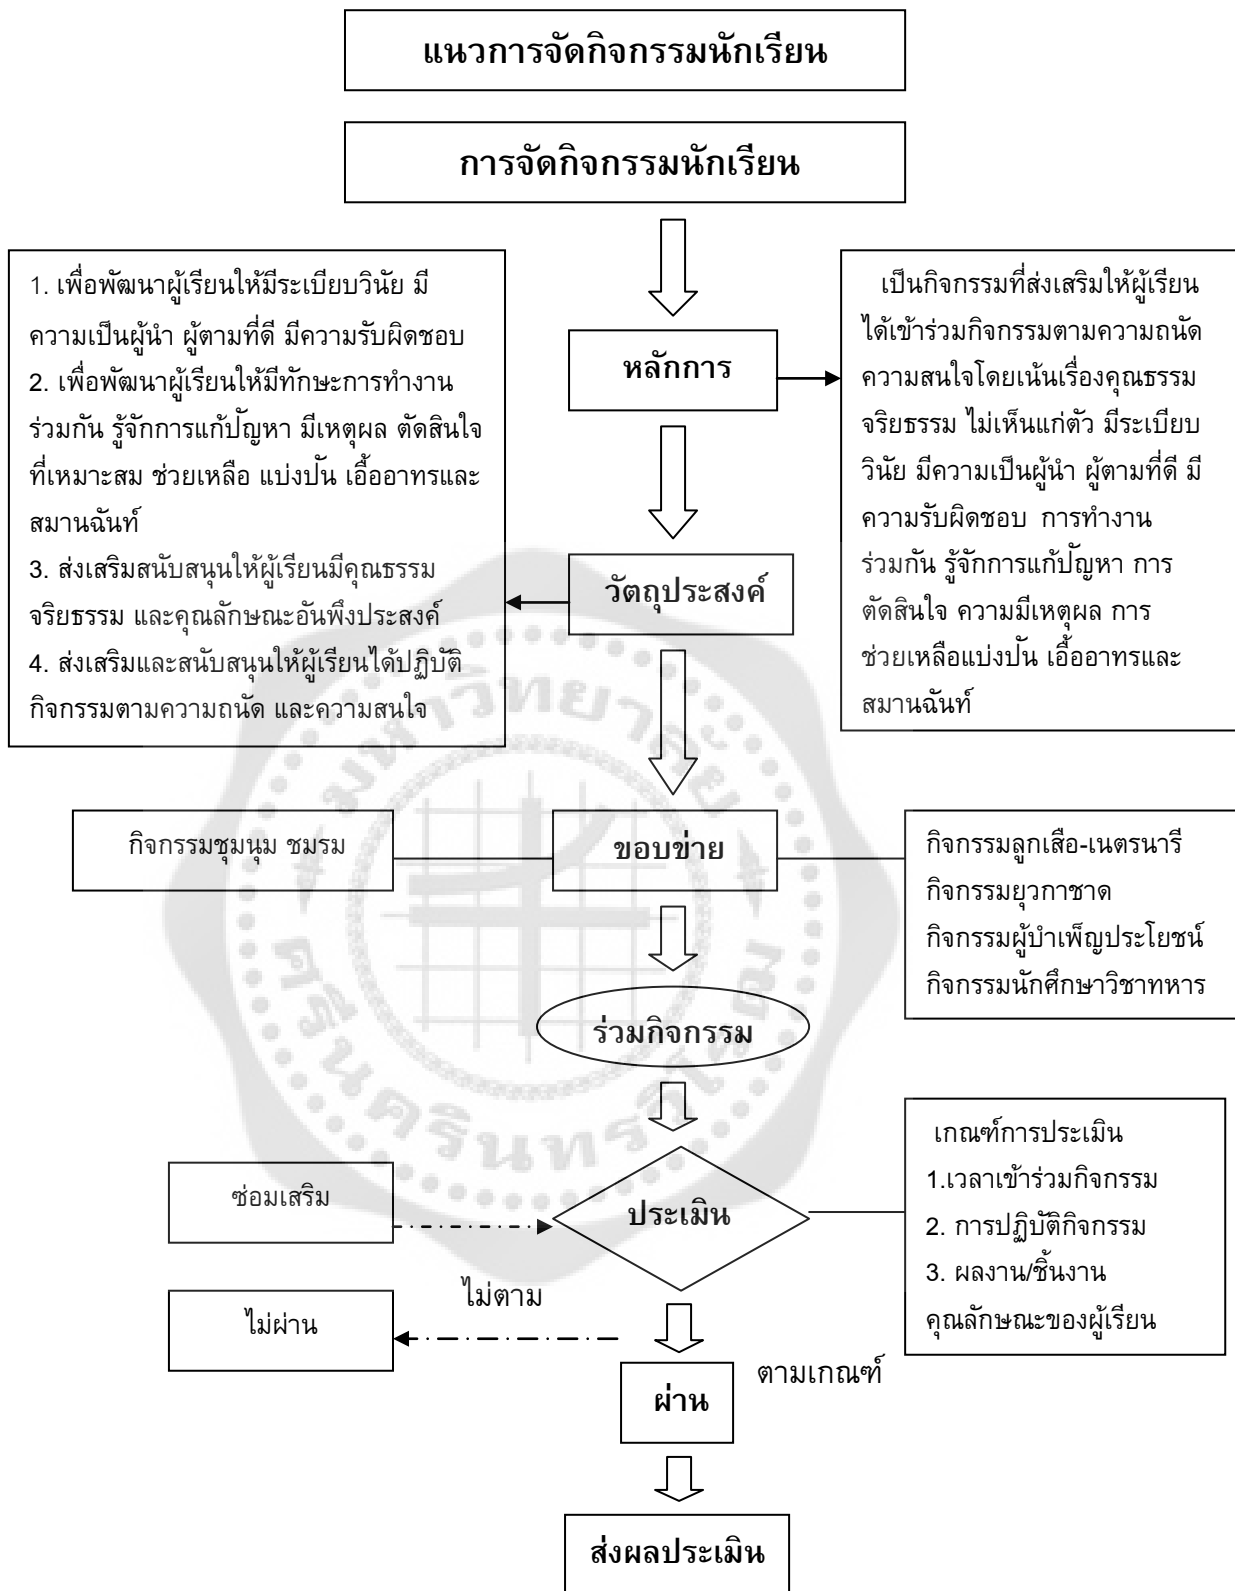 แนวการจัดกิจกรรมนักเรียน
การจัดกิจกรรมนักเรียน
1. เพื่อพัฒนาผู้เรียนให้มีระเบียบวินัย มี
ความเป็นผู้นำ ผู้ตามที่ดี มีความรับผิดชอบ
2. เพื่อพัฒนาผู้เรียนให้มีทักษะการทำงาน
ร่วมกัน รู้จักการแก้ปัญหา มีเหตุผล ตัดสินใจ
ที่เหมาะสม ช่วยเหลือ แบ่งปัน เอื้ออาทรและ
สมานฉันท์
3. ส่งเสริมสนับสนุนให้ผู้เรียนมีคุณธรรม
จริยธรรม และคุณลักษณะอันพึงประสงค์
4. ส่งเสริมและสนับสนุนให้ผู้เรียนได้ปฏิบัติ
กิจกรรมตามความถนัด และความสนใจ
หลักการ
เป็นกิจกรรมที่ส่งเสริมให้ผู้เรียน
ได้เข้าร่วมกิจกรรมตามความถนัด
ความสนใจโดยเน้นเรื่องคุณธรรม
จริยธรรม ไม่เห็นแก่ตัว มีระเบียบ
วินัย มีความเป็นผู้นำ ผู้ตามที่ดี มี
ความรับผิดชอบ การทำงาน
ร่วมกัน รู้จักการแก้ปัญหา การ
ตัดสินใจ ความมีเหตุผล การ
ช่วยเหลือแบ่งปัน เอื้ออาทรและ
สมานฉันท์
วัตถุประสงค์
กิจกรรมชุมนุม ชมรม
ขอบข่าย
กิจกรรมลูกเสือ-เนตรนารี
กิจกรรมยุวกาชาด
กิจกรรมผู้บำเพ็ญประโยชน์
กิจกรรมนักศึกษาวิชาทหาร
ร่วมกิจกรรม
ซ่อมเสริม
ประเมิน
เกณฑ์การประเมิน
1.เวลาเข้าร่วมกิจกรรม
2. การปฏิบัติกิจกรรม
3. ผลงาน/ชิ้นงาน
คุณลักษณะของผู้เรียน
ไม่ผ่าน
ไม่ตาม
ผ่าน
ตามเกณฑ์
ส่งผลประเมิน
มหาวิทยาลัย
ศรีนครินทรวิโรฒ